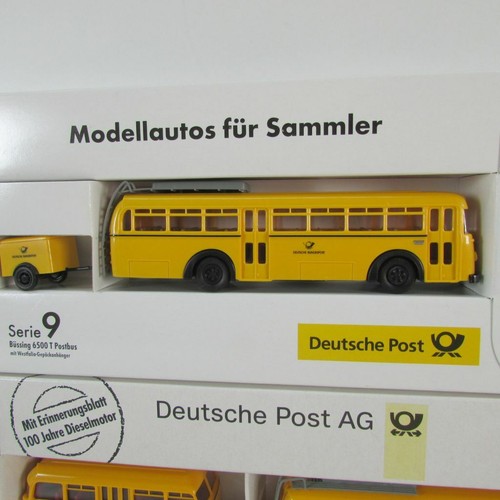 Modellautos für Sammler
Serie 9
Büssing 6500 T Postbus
mit Westfalia-Gepäckanhänger
Deutsche Post
Mit Erinnerungsblatt
100 Jahre Dieselmotor
Deutsche Post AG